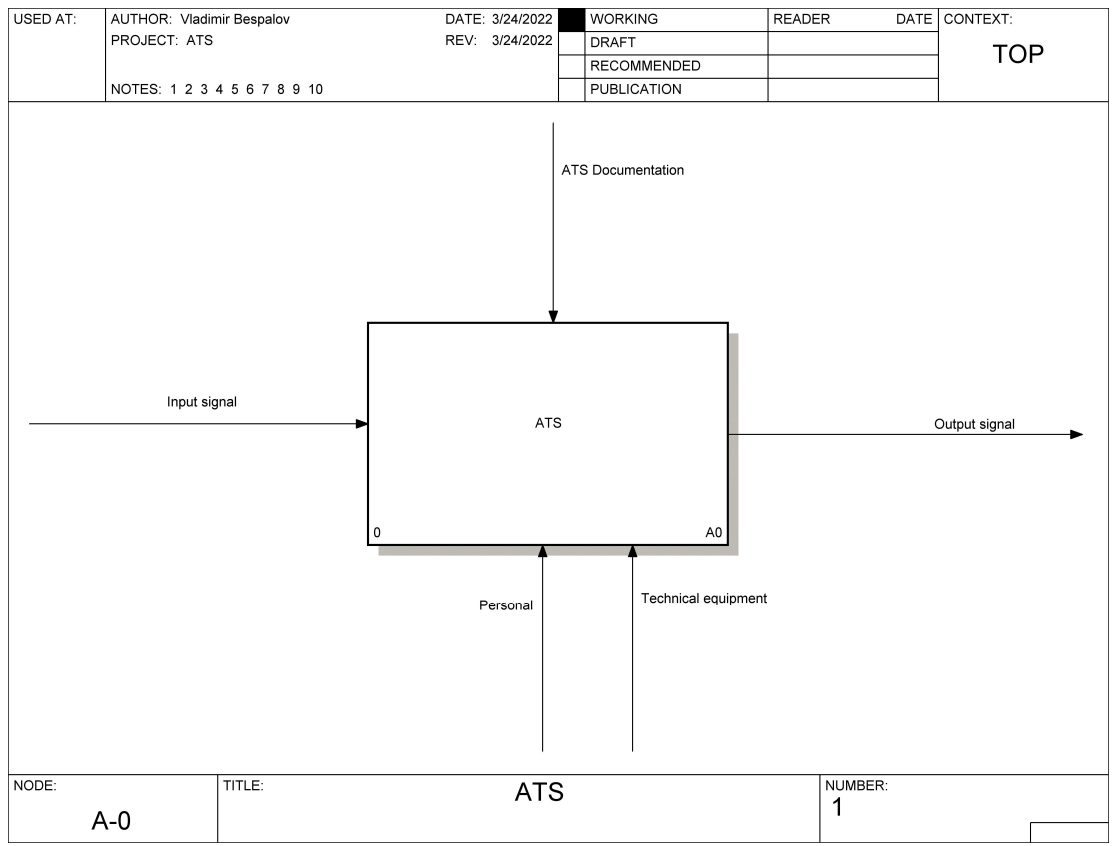 USED AT:
AUTHOR: Vladimir Bespalov
DATE: 3/24/2022
PROJECT: ATS
REV: 3/24/2022
NOTES: 1 2 3 4 5 6 7 8 9 10
WORKING
DRAFT
RECOMMENDED
PUBLICATION
READER
DATE
CONTEXT:
TOP
ATS Documentation
Input signal
ATS
Output signal
0
A0
Personal
Technical equipment
NODE:
A-0
TITLE:
ATS
NUMBER:
1